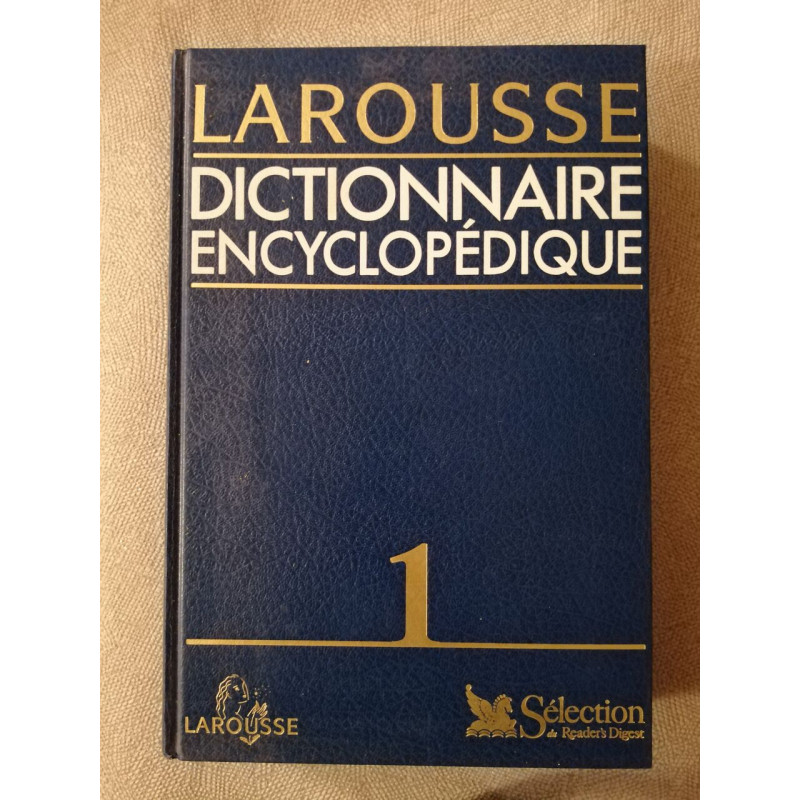 LAROUSSE
DICTIONNAIRE
ENCYCLOPÉDIQUE
1
LAROUSSE
Sélection
du Reader's Digest